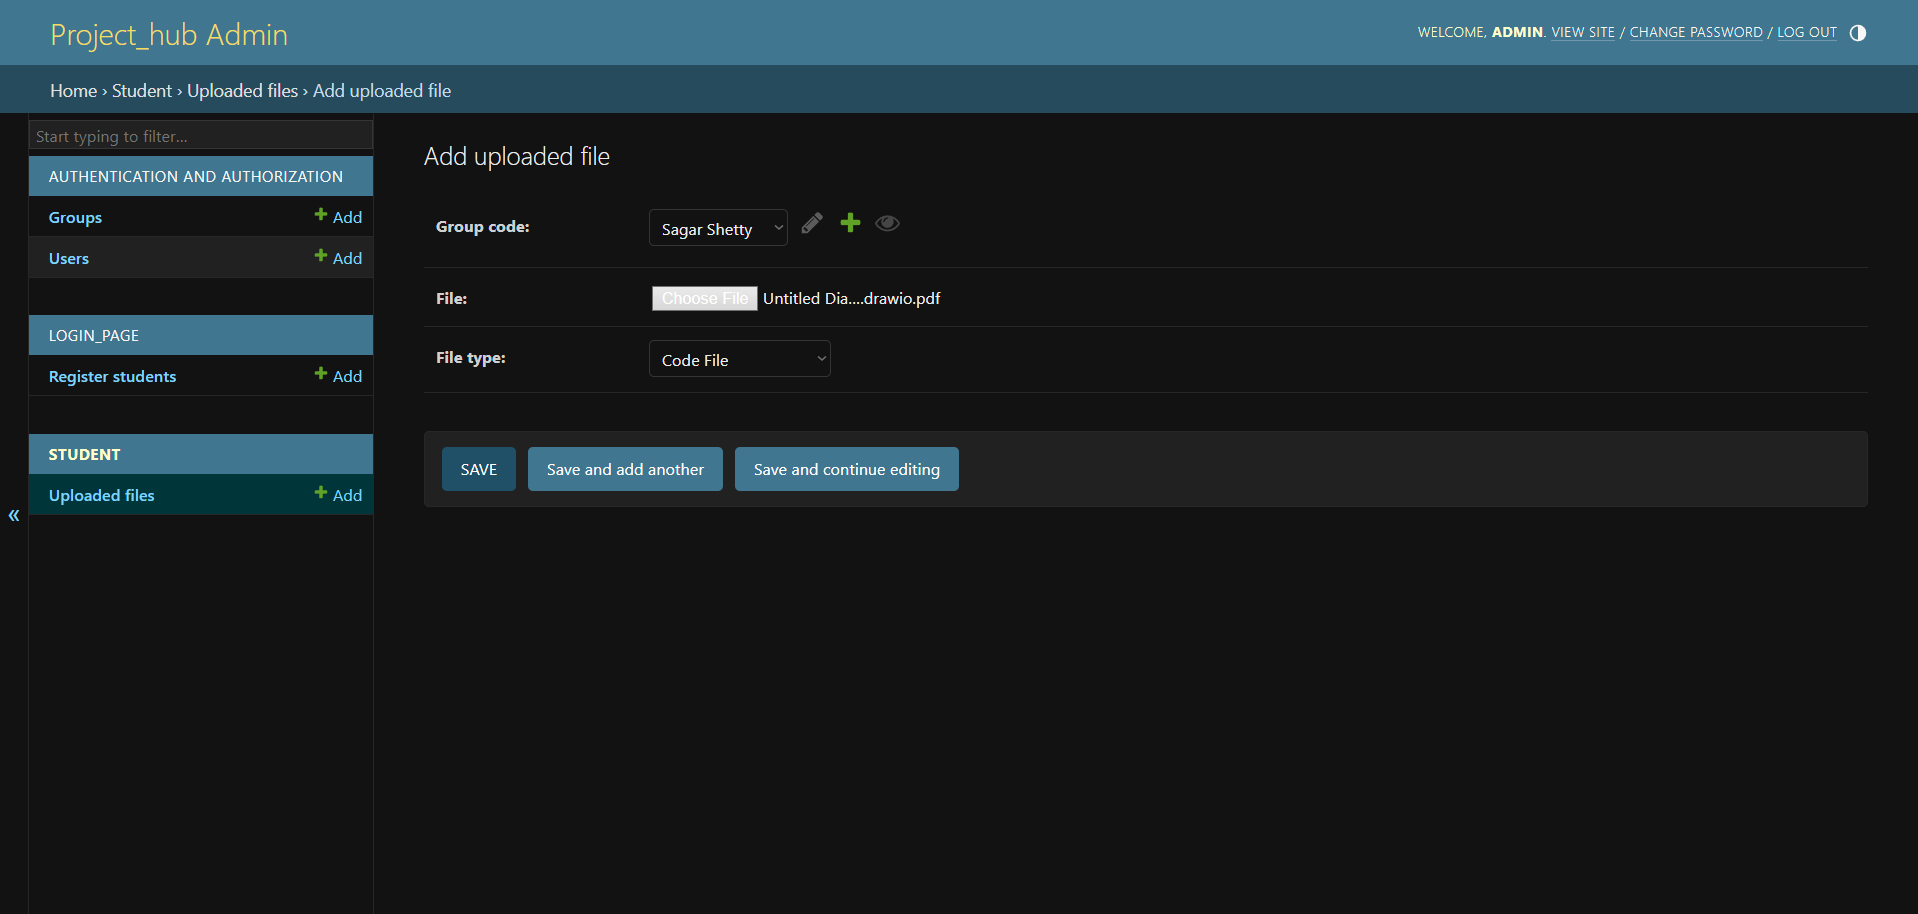 Project_hub Admin
WELCOME, ADMIN. VIEW SITE / CHANGE PASSWORD / LOG OUT
Home › Student › Uploaded files › Add uploaded file
Start typing to filter...
AUTHENTICATION AND AUTHORIZATION
Groups
Add
Users
Add
LOGIN_PAGE
Register students
Add
STUDENT
Uploaded files
Add
«
Add uploaded file
Group code:
Sagar Shetty
File:
Choose File Untitled Dia....drawio.pdf
File type:
Code File
SAVE
Save and add another
Save and continue editing